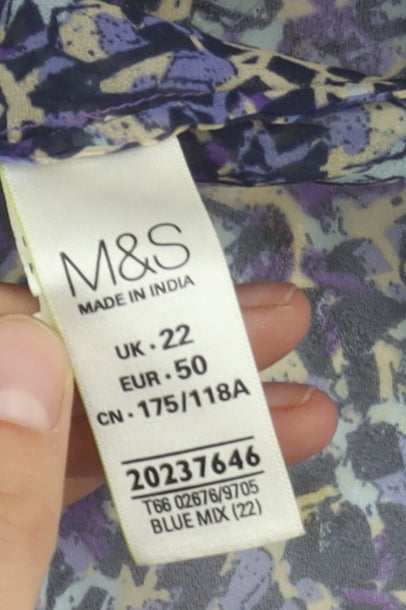 M&S
MADE IN INDIA
UK · 22
EUR · 50
CN · 175/118A
20237646
T66 02676/9705
BLUE MIX (22)